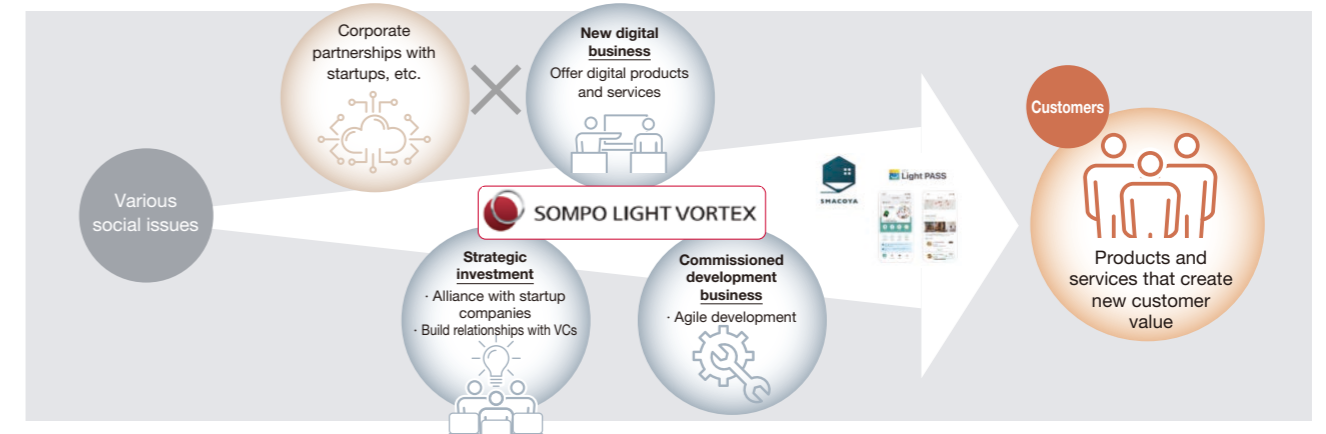 Corporate
partnerships with
startups, etc.
New digital
business
Offer digital products
and services
Various
social issues
SOMPO LIGHT VORTEX
Strategic
investment
· Alliance with startup
companies
· Build relationships with VCs
Commissioned
development
business
· Agile development
SMACOYA
Light PASS
Customers
Products and
services that create
new customer
value